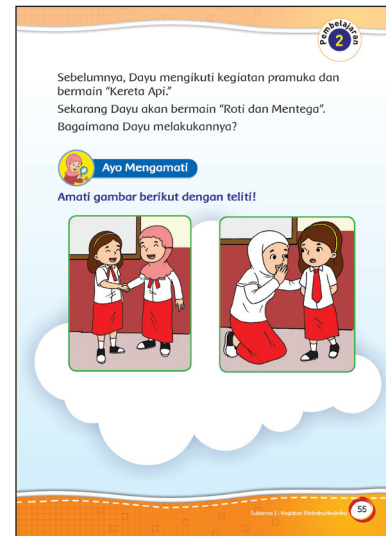 Pembelajaran
2
Sebelumnya, Dayu mengikuti kegiatan pramuka dan
bermain “Kereta Api.”
Sekarang Dayu akan bermain “Roti dan Mentega”.
Bagaimana Dayu melakukannya?
Ayo Mengamati
Amati gambar berikut dengan teliti!
Subtema 2 : Kegiatan Ekstrakurikulerku
55